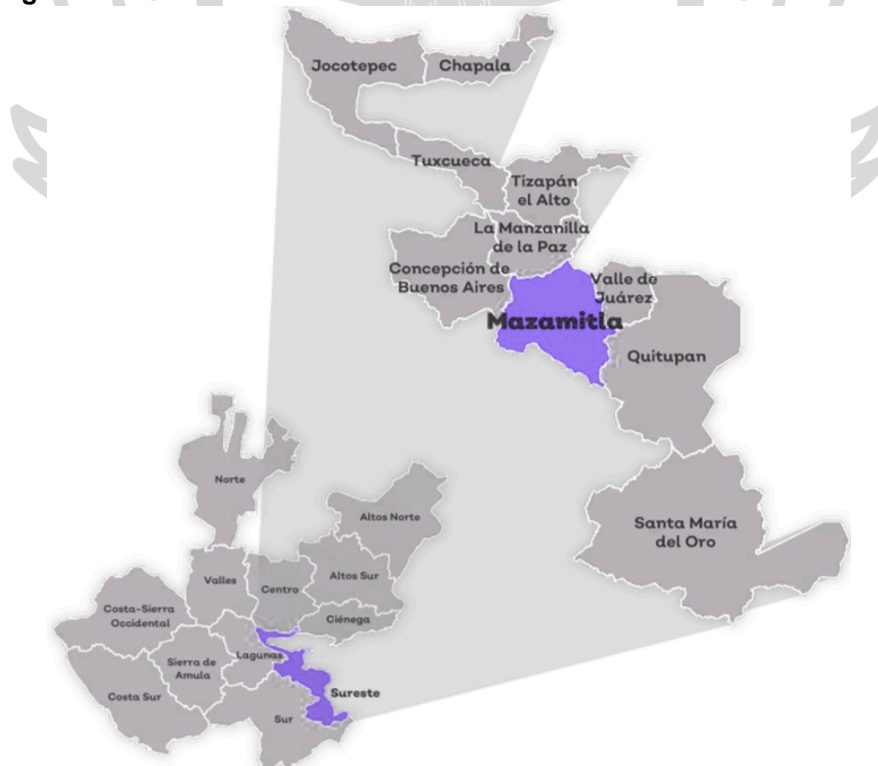 Jocotepec
Chapala
Tuxcueca
Tizapán
el Alto
La Manzanilla
de la Paz
Concepción de
Buenos Aires
Valle de
Juárez
Mazamitla
Quitupan
Santa María
del Oro
Norte
Altos Norte
Valles
Centro
Altos Sur
Costa-Sierra
Occidental
Ciénega
Lagunas
Sierra de
Amula
Costa Sur
Sureste
Sur